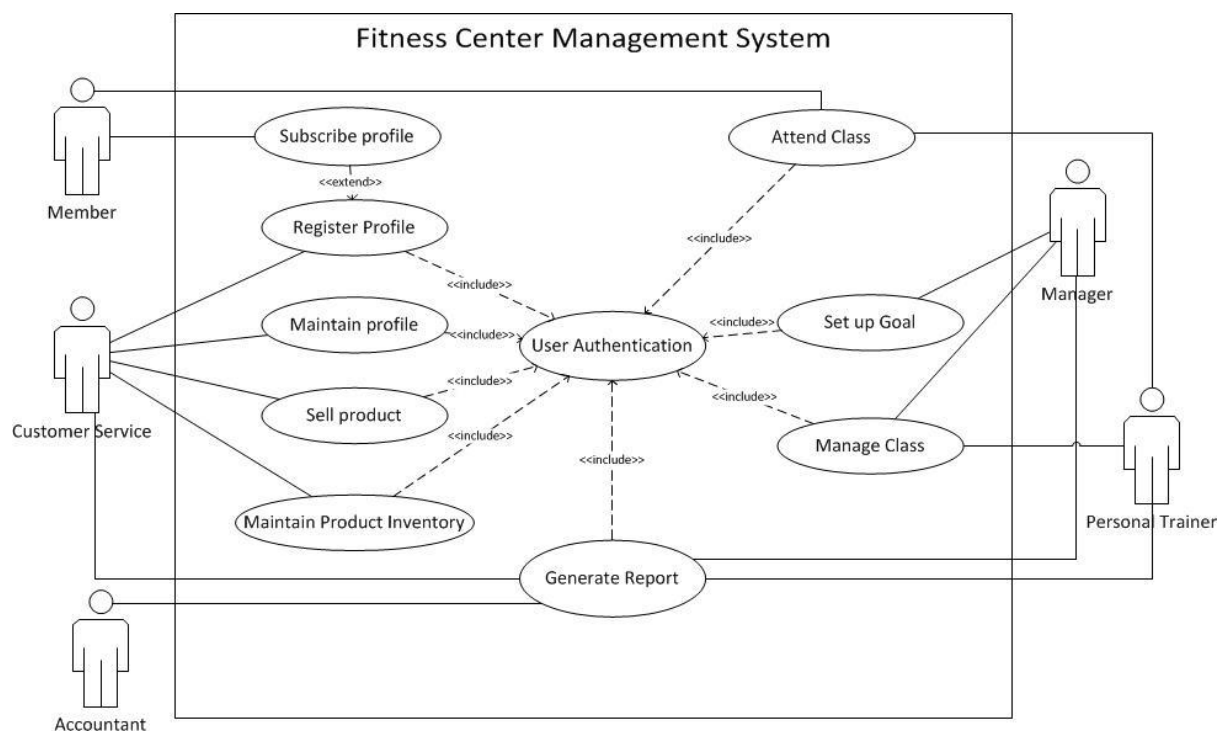 Fitness Center Management System
Subscribe profile
Attend Class
<<extend>>
Member
Register Profile
<<include>>
<<include>>
Manager
Maintain profile
<<include>>
User Authentication
<<include>>
Set up Goal
Customer Service
Sell product
<<include>>
<<include>>
<<include>>
Manage Class
<<include>>
Maintain Product Inventory
Personal Trainer
Generate Report
Accountant